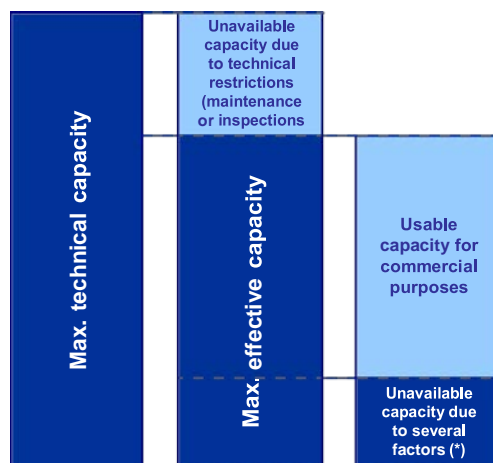 Max. technical capacity
Unavailable
capacity due
to technical
restrictions
(maintenance
or inspections
Max. effective capacity
Usable
capacity for
commercial
purposes
Unavailable
capacity due
to several
factors (*)